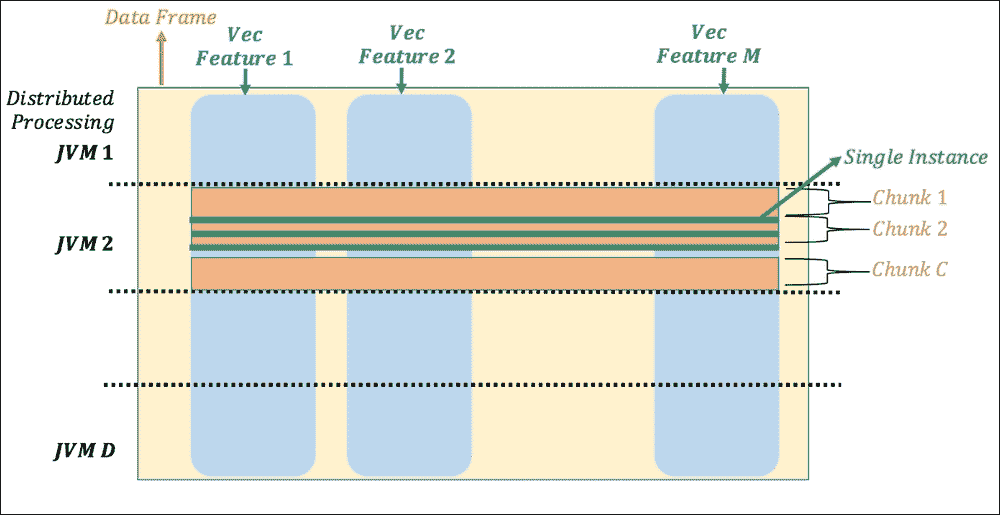 Data Frame
Vec
Feature 1
Vec
Feature 2
Vec
Feature M
Distributed
Processing
JVM 1
Single Instance
Chunk 1
JVM 2
Chunk 2
Chunk C
JVM D